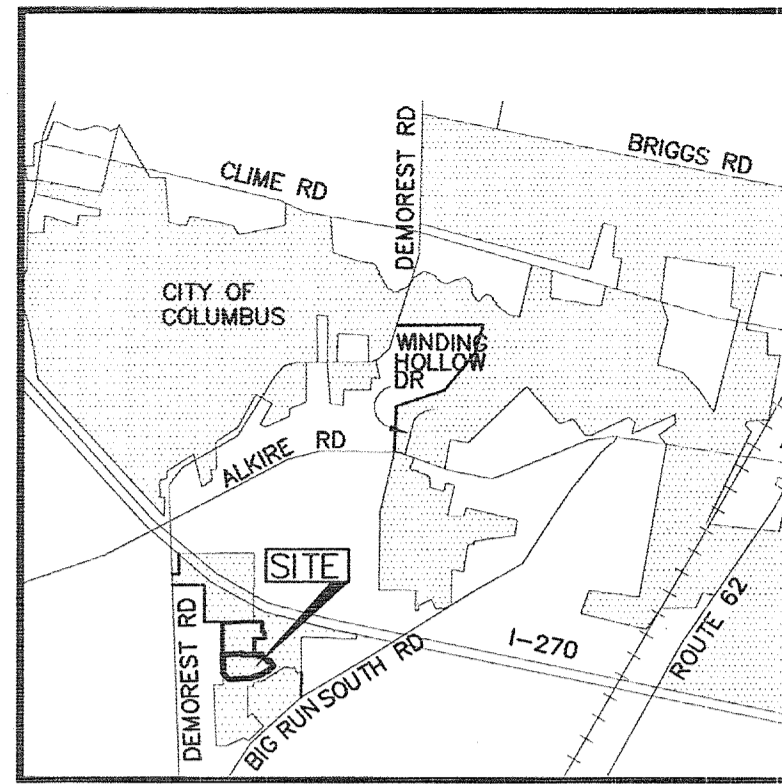 BRIGGS RD
CLIME RD
DEMOREST RD
CITY OF
COLUMBUS
WINDING
HOLLOW
DR
ALKIRE RD
SITE
DEMOREST RD
BIG RUN SOUTH RD
I-270
ROUTE 62